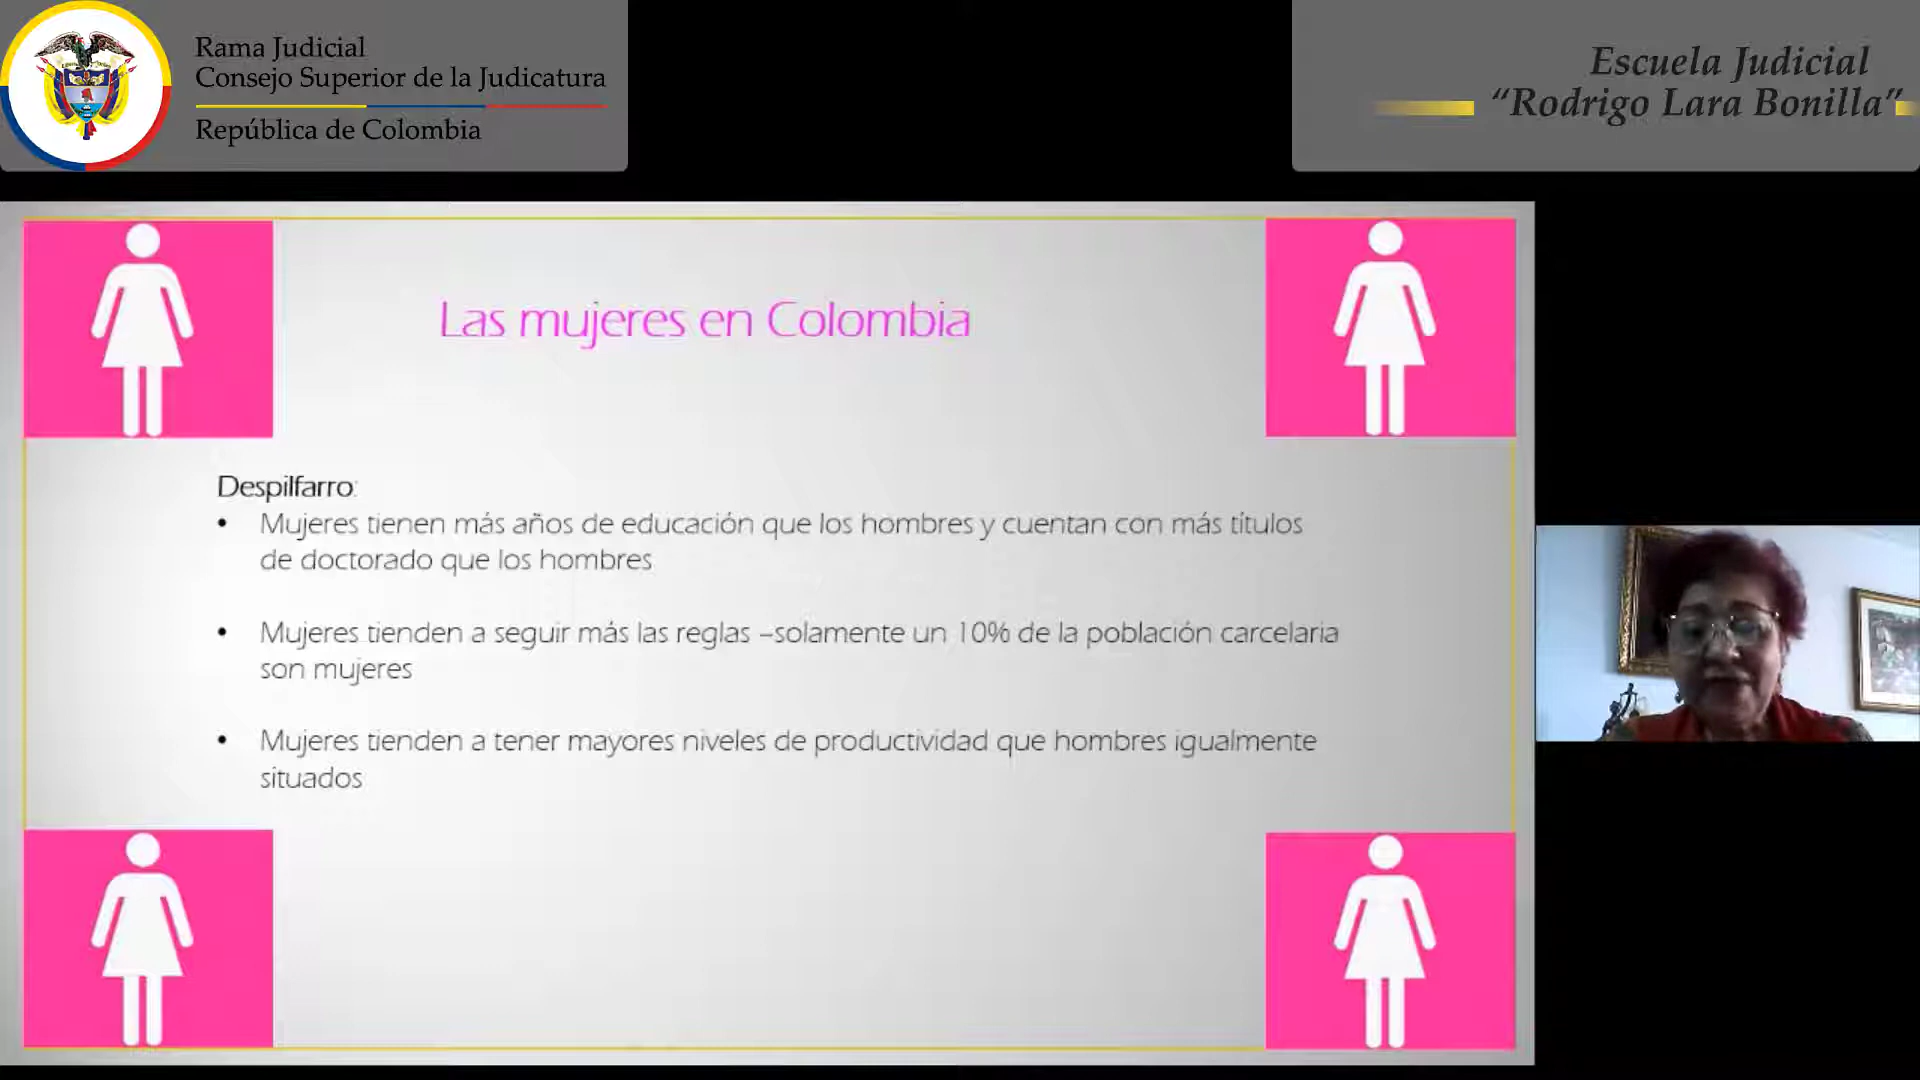 Rama Judicial
Consejo Superior de la Judicatura
República de Colombia
Escuela Judicial
“Rodrigo Lara Bonilla”
Las mujeres en Colombia
Despilfarro:
• Mujeres tienen más años de educación que los hombres y cuentan con más títulos
de doctorado que los hombres
• Mujeres tienden a seguir más las reglas –solamente un 10% de la población carcelaria
son mujeres
• Mujeres tienden a tener mayores niveles de productividad que hombres igualmente
situados